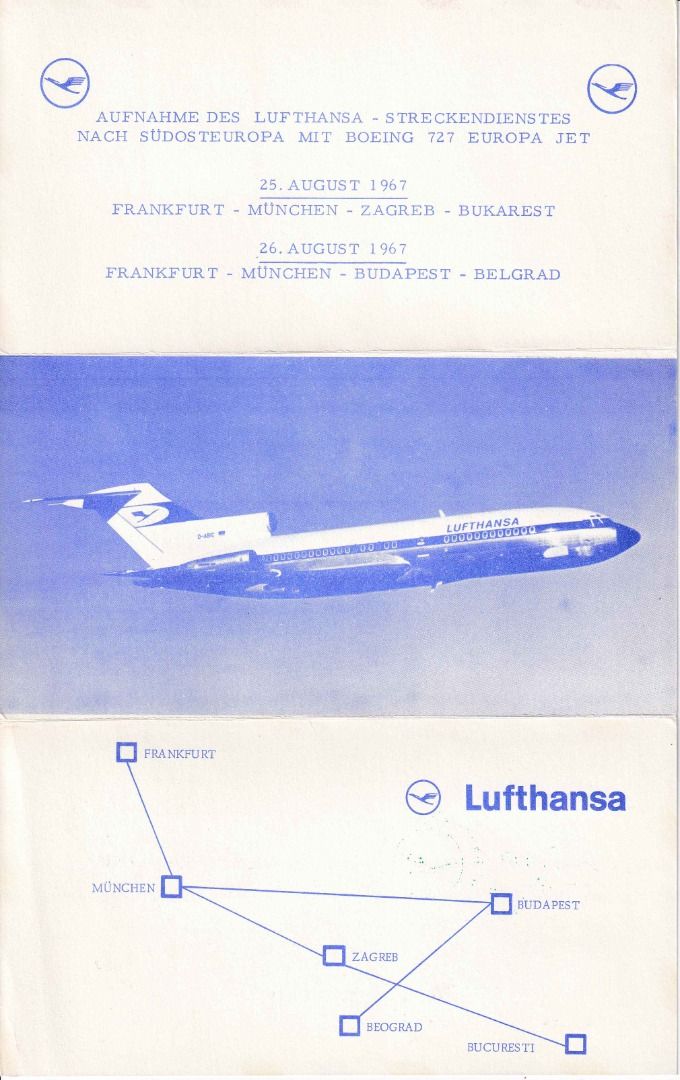 AUFNAHME DES LUFTHANSA - STRECKENDIENSTES
NACH SÜDOSTEUROPA MIT BOEING 727 EUROPA JET
25. AUGUST 1967
FRANKFURT - MÜNCHEN - ZAGREB - BUKAREST
26. AUGUST 1967
FRANKFURT - MÜNCHEN - BUDAPEST - BELGRAD
LUFTHANSA
FRANKFURT
Lufthansa
MÜNCHEN
BUDAPEST
ZAGREB
BEOGRAD
BUCURESTI